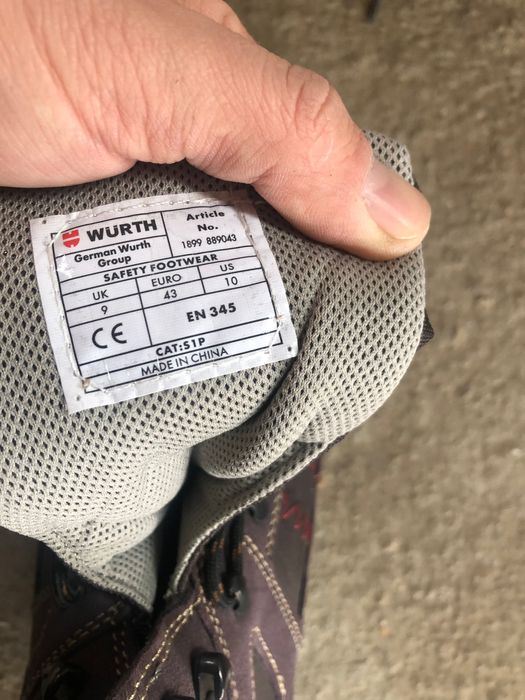 WURTH
German Wurth
Group
Article
No.
1899 889043
SAFETY FOOTWEAR
UK EURO US
9 43 10
CE EN 345
CAT:S1P
MADE IN CHINA